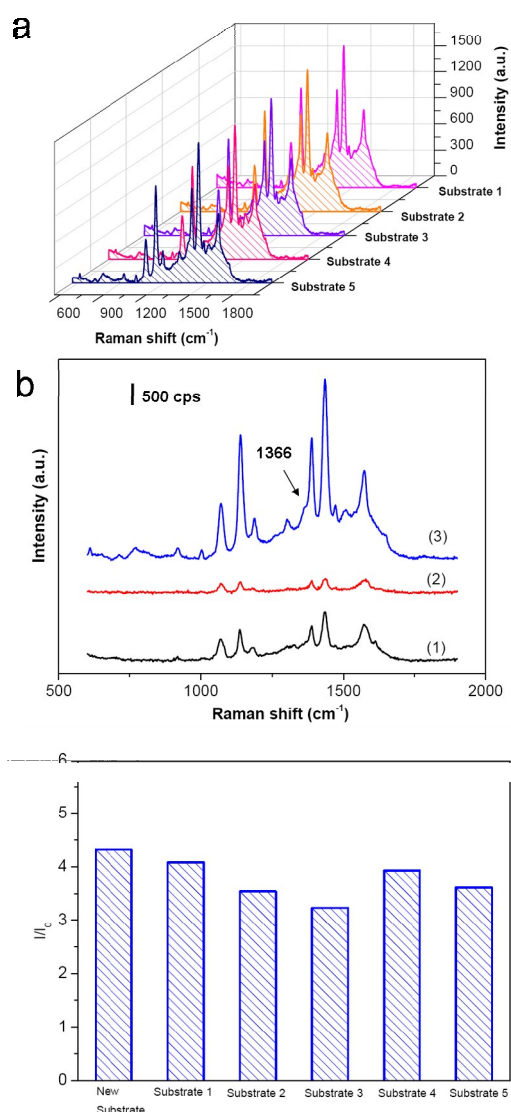 a
1500
1200
900
600
300
0
Intensity (a.u.)
Substrate 1
Substrate 2
Substrate 3
Substrate 4
Substrate 5
600 900 1200 1500 1800
Raman shift (cm-1)
b
500 cps
1366
(3)
(2)
(1)
Intensity (a.u.)
500 1000 1500 2000
Raman shift (cm-1)
6
5
4
3
2
1
0
I/Ic
New Substrate 1 Substrate 2 Substrate 3 Substrate 4 Substrate 5
Substrate